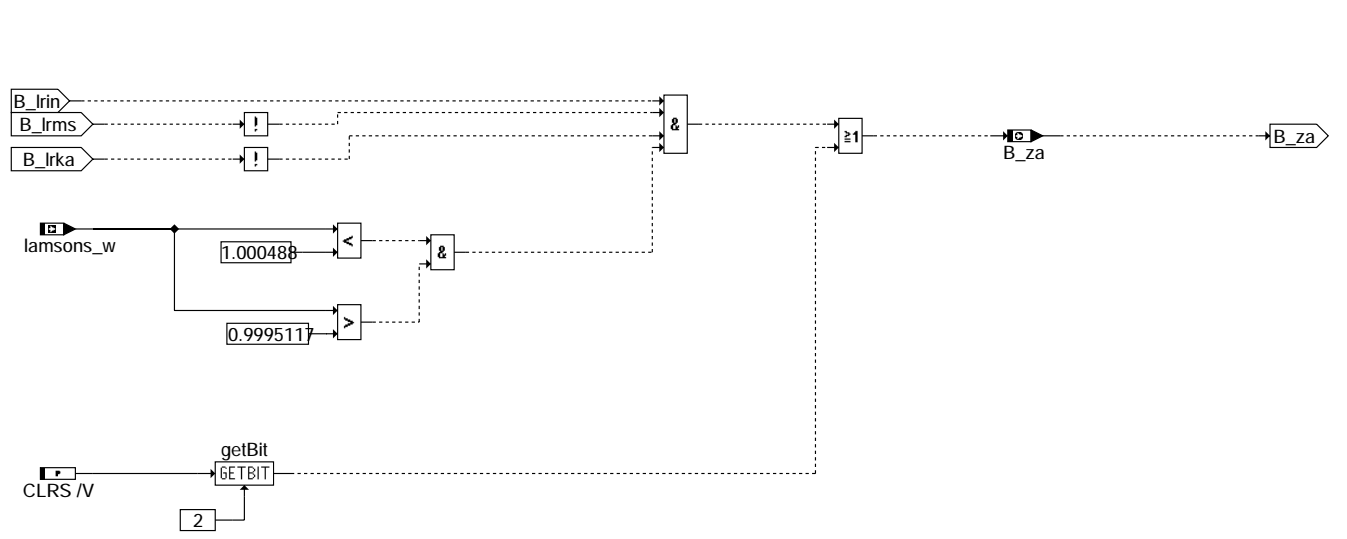 B_lrin
B_lrms
!
B_lrka
!
&
≧1
B_za
B_za
lamsons_w
<
1.000488
&
>
0.9995117
getBit
P
GETBIT
CLRS /V
2